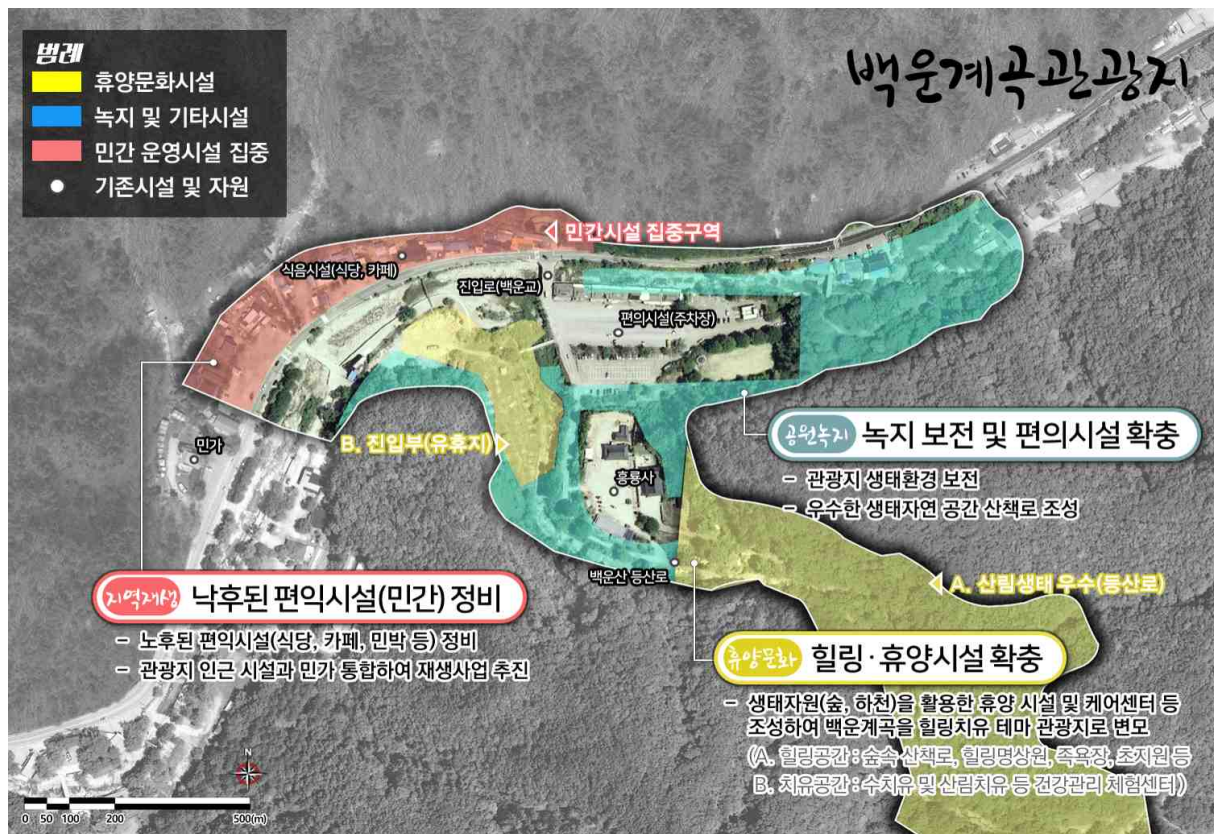 백운계곡관광지
범례
휴양문화시설
녹지 및 기타시설
민간 운영시설 집중
기존시설 및 자원
민간시설 집중구역
식음시설(식당, 카페)
진입로(백운교)
편의시설(주차장)
민가
B. 진입부(유휴지)
흥룡사
백운산 등산로
공원녹지 녹지 보전 및 편의시설 확충
- 관광지 생태환경 보전
- 우수한 생태자연 공간 산책로 조성
A. 산림생태 우수(등산로)
지역재생 낙후된 편익시설(민간) 정비
- 노후된 편익시설(식당, 카페, 민박 등) 정비
- 관광지 인근 시설과 민가 통합하여 재생사업 추진
휴양문화 힐링·휴양시설 확충
- 생태자원(숲, 하천)을 활용한 휴양 시설 및 케어센터 등
조성하여 백운계곡을 힐링치유 테마 관광지로 변모
(A. 힐링공간 : 숲속 산책로, 힐링명상원, 족욕장, 초지원 등
B. 치유공간 : 수치유 및 산림치유 등 건강관리 체험센터)
N
0 50 100 200 500(m)